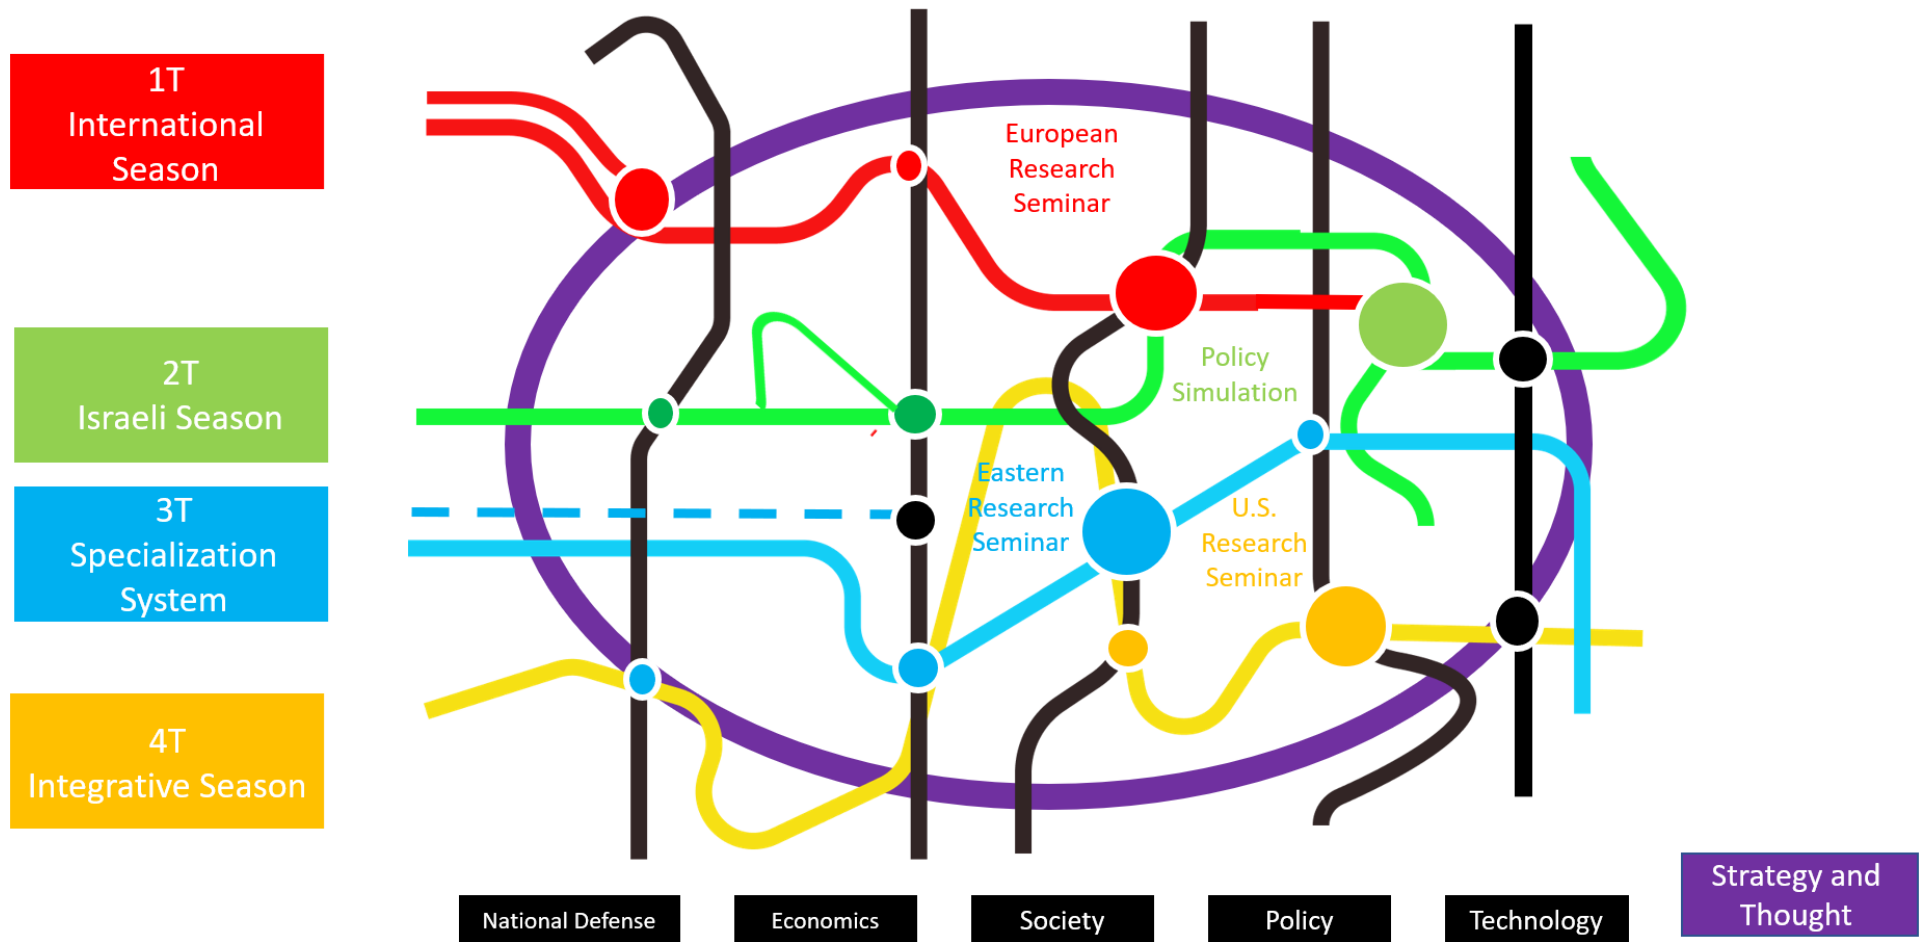 1T
International
Season
2T
Israeli Season
3T
Specialization
System
4T
Integrative Season
European
Research
Seminar
Policy
Simulation
Eastern
Research
Seminar
U.S.
Research
Seminar
National Defense
Economics
Society
Policy
Technology
Strategy and
Thought